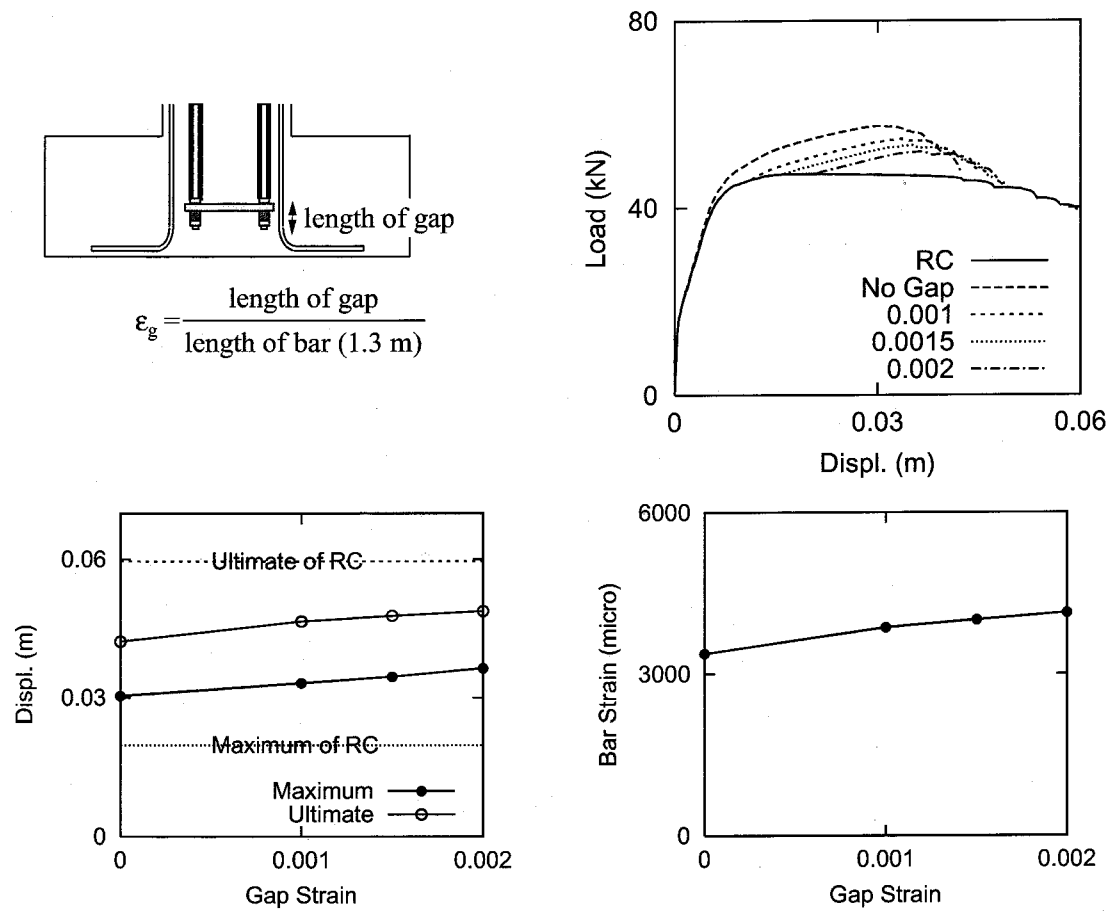 length of gap
εg = length of gap
length of bar (1.3 m)
80
40
0
Load (kN)
RC
No Gap
0.001
0.0015
0.002
0
0.03
0.06
Displ. (m)
0.06
0.03
0
Displ. (m)
Ultimate of RC
Maximum of RC
Maximum
Ultimate
0
0.001
0.002
Gap Strain
6000
3000
0
Bar Strain (micro)
0
0.001
0.002
Gap Strain